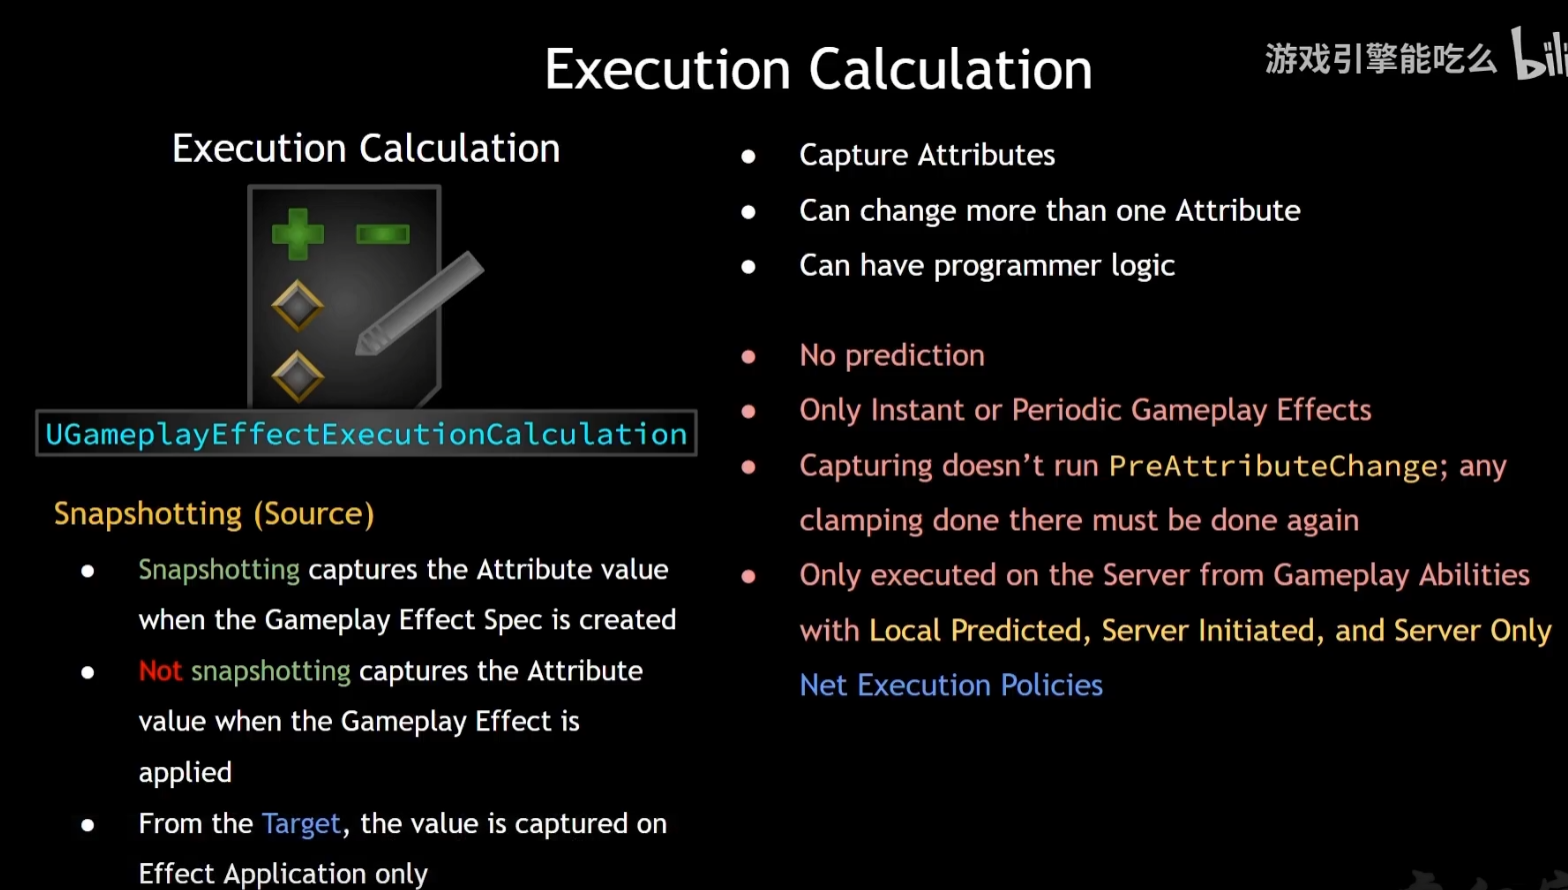 Execution Calculation
游戏引擎能吃么 bili
Execution Calculation
UGameplayEffectExecutionCalculation
Snapshotting (Source)
● Snapshotting captures the Attribute value
when the Gameplay Effect Spec is created
● Not snapshotting captures the Attribute
value when the Gameplay Effect is
applied
● From the Target, the value is captured on
Effect Application only
● Capture Attributes
● Can change more than one Attribute
● Can have programmer logic
● No prediction
● Only Instant or Periodic Gameplay Effects
● Capturing doesn’t run PreAttributeChange; any
clamping done there must be done again
● Only executed on the Server from Gameplay Abilities
with Local Predicted, Server Initiated, and Server Only
Net Execution Policies